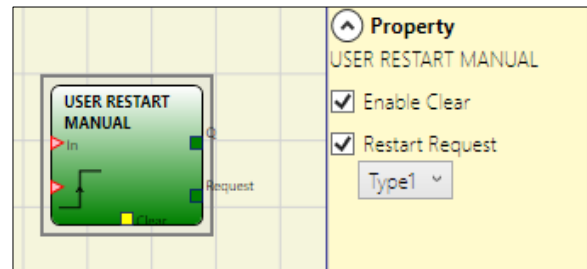 USER RESTART
MANUAL
In
Q
Request
Clear
Property
USER RESTART MANUAL
Enable Clear
Restart Request
Type1